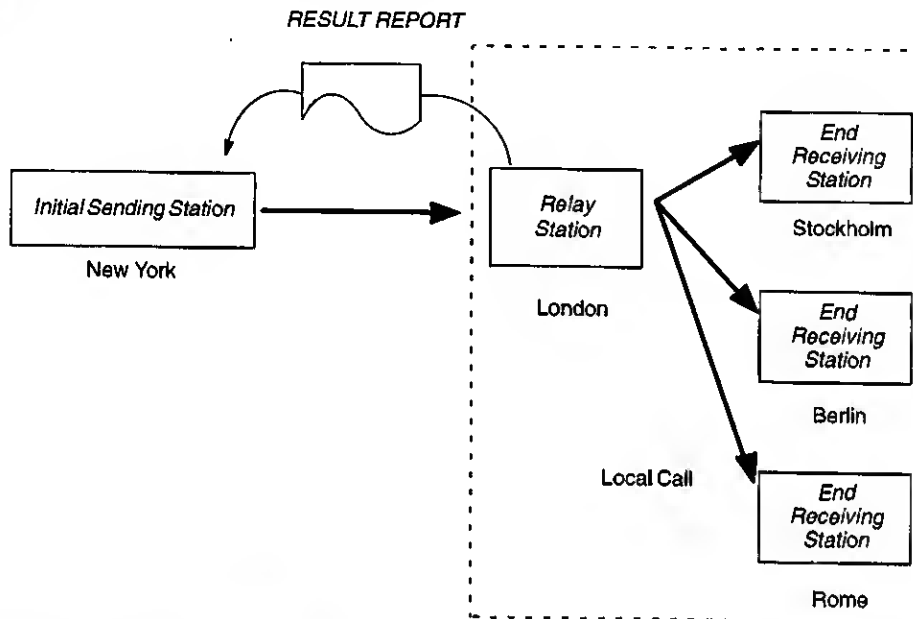 RESULT REPORT
Initial Sending Station
New York
Relay
Station
London
End
Receiving
Station
Stockholm
End
Receiving
Station
Berlin
Local Call
End
Receiving
Station
Rome